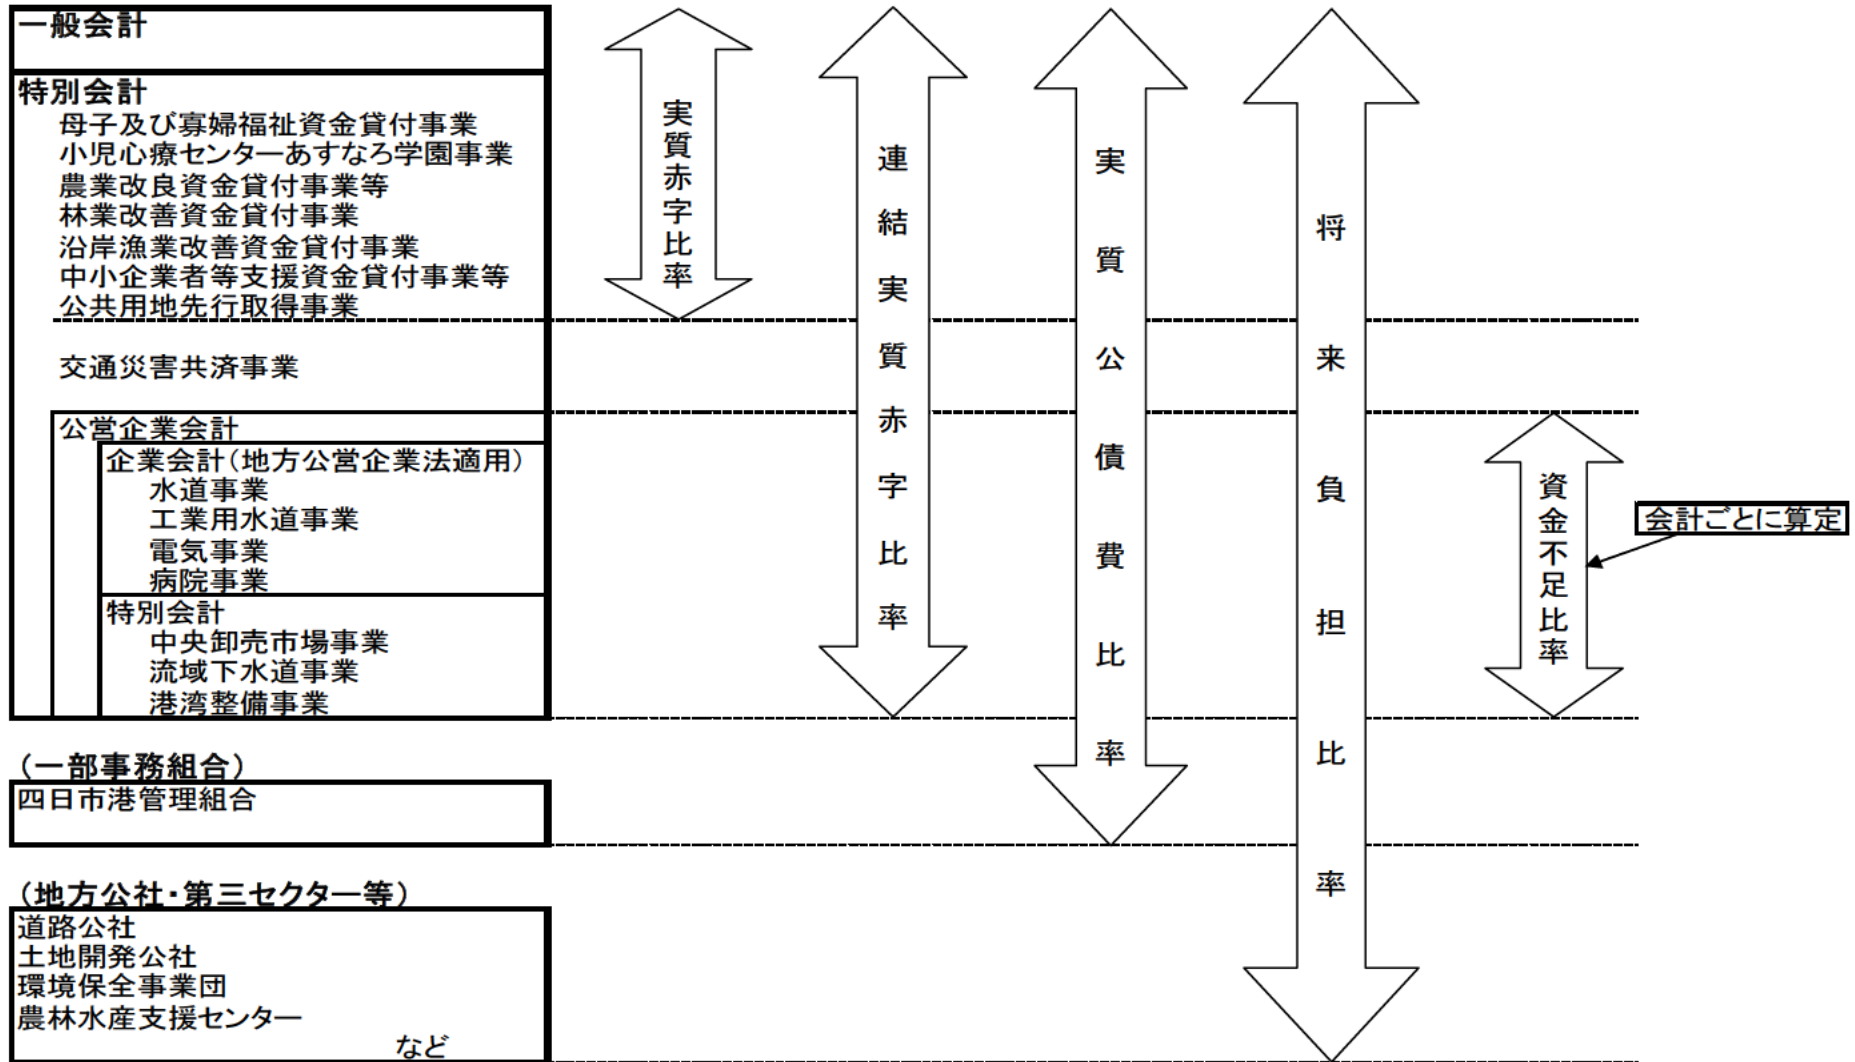 一般会計
特別会計
母子及び寡婦福祉資金貸付事業
小児心療センターあすなろ学園事業
農業改良資金貸付事業等
林業改善資金貸付事業
沿岸漁業改善資金貸付事業
中小企業者等支援資金貸付事業等
公共用地先行取得事業
交通災害共済事業
公営企業会計
企業会計(地方公営企業法適用)
水道事業
工業用水道事業
電気事業
病院事業
特別会計
中央卸売市場事業
流域下水道事業
港湾整備事業
(一部事務組合)
四日市港管理組合
(地方公社・第三セクター等)
道路公社
土地開発公社
環境保全事業団
農林水産支援センター
など
実質赤字比率
連結実質赤字比率
実質公債費比率
将来負担比率
資金不足比率
会計ごとに算定